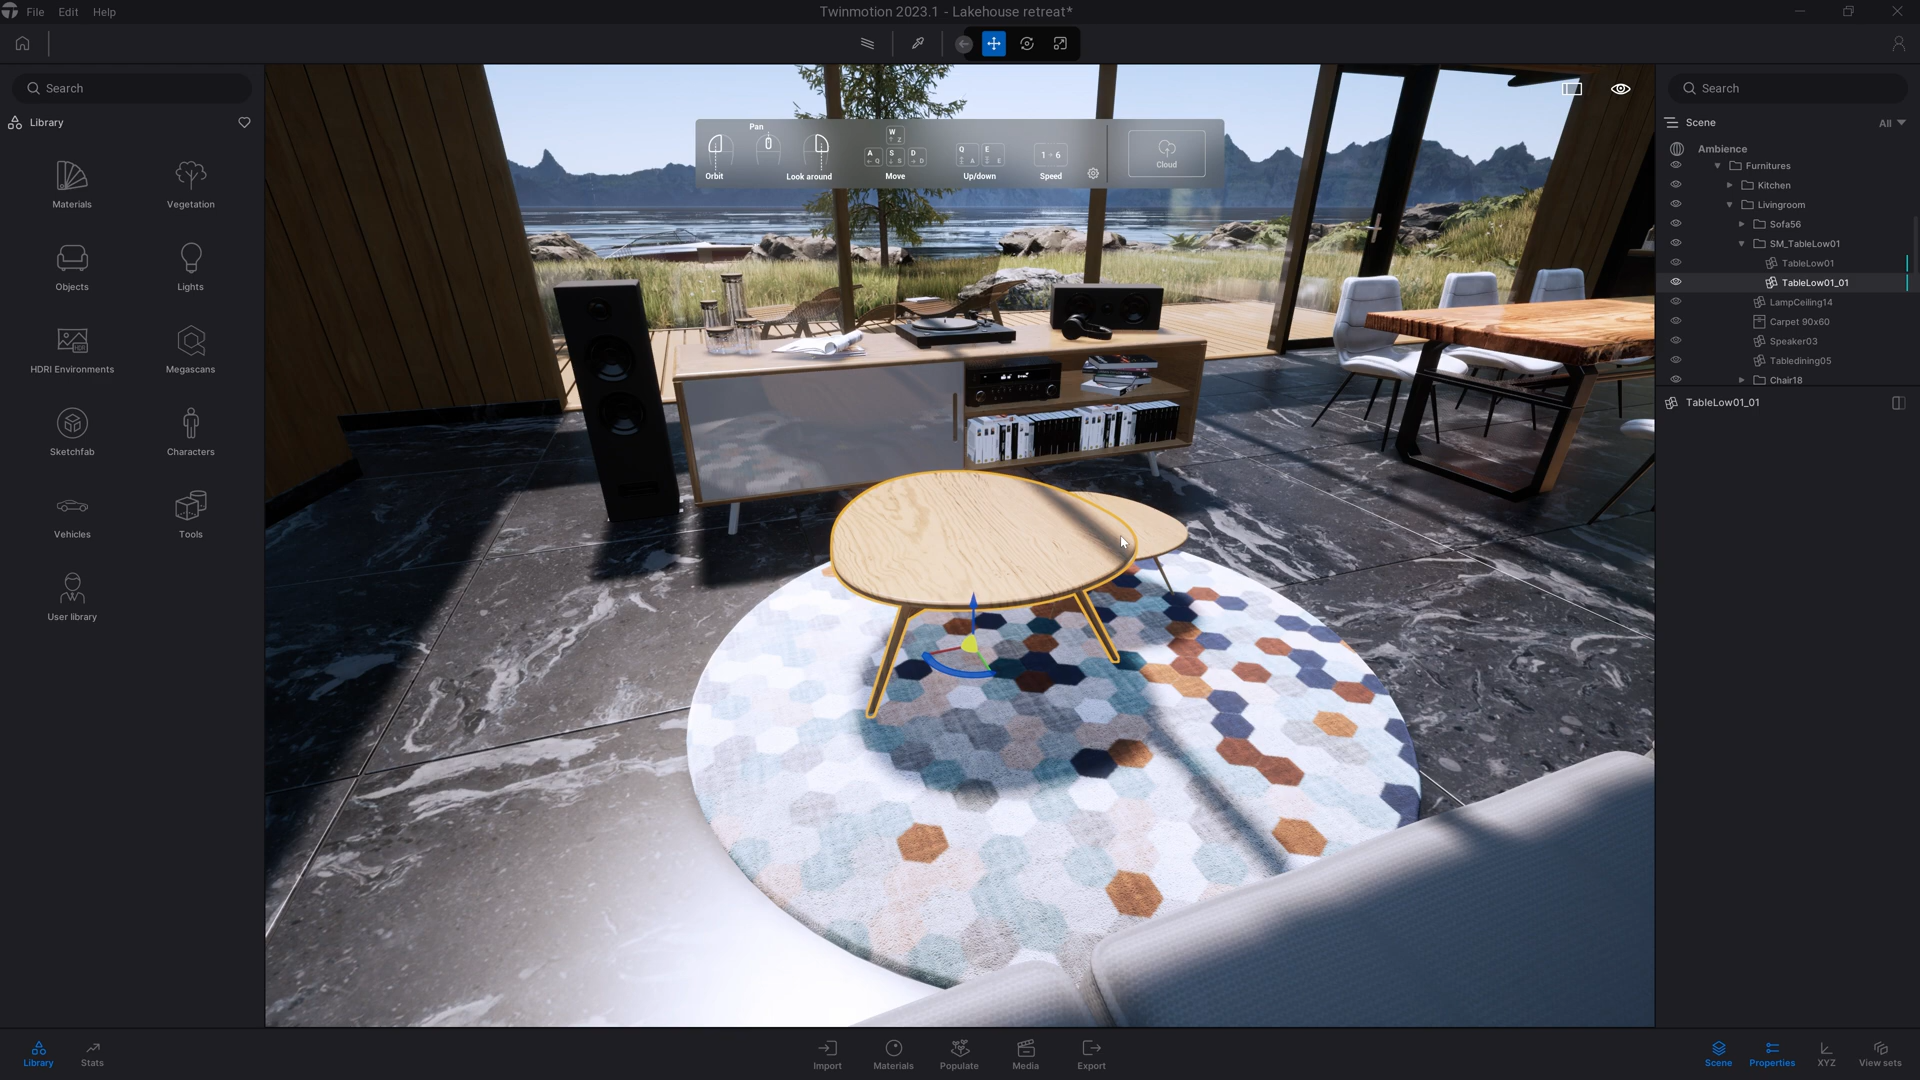 File Edit Help
Twinmotion 2023.1 - Lakehouse retreat*
Search
Library
Materials
Vegetation
Objects
Lights
HDRI Environments
Megascans
Sketchfab
Characters
Vehicles
Tools
User library
Pan
Orbit
Look around
W
Z
A S D
Q S D
Move
Q E
A E
Up/down
1 - 6
Speed
Cloud
Search
Scene
All
Ambience
Furnitures
Kitchen
Livingroom
Sofa56
SM_TableLow01
TableLow01
TableLow01_01
LampCeiling14
Carpet 90x60
Speaker03
Tabledining05
Chair18
TableLow01_01
Library
Stats
Import
Materials
Populate
Media
Export
Scene
Properties
XYZ
View sets